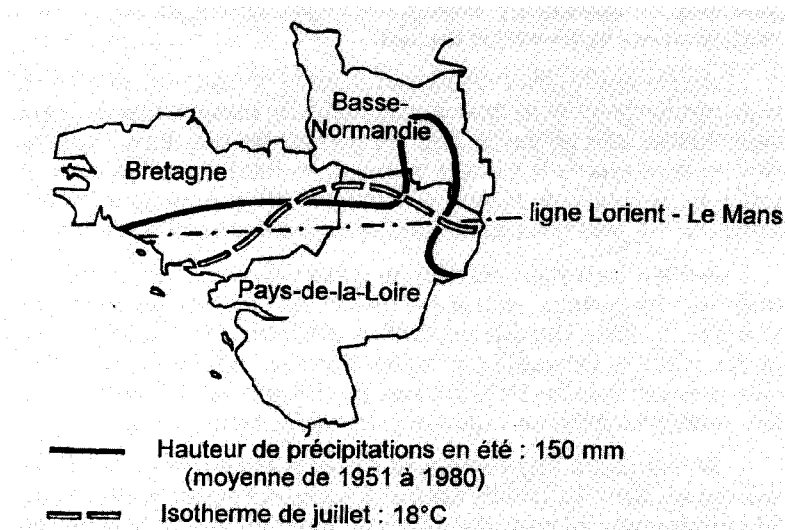 Basse-
Normandie
Bretagne
ligne Lorient - Le Mans
Pays-de-la-Loire
Hauteur de précipitations en été : 150 mm
(moyenne de 1951 à 1980)
Isotherme de juillet : 18°C